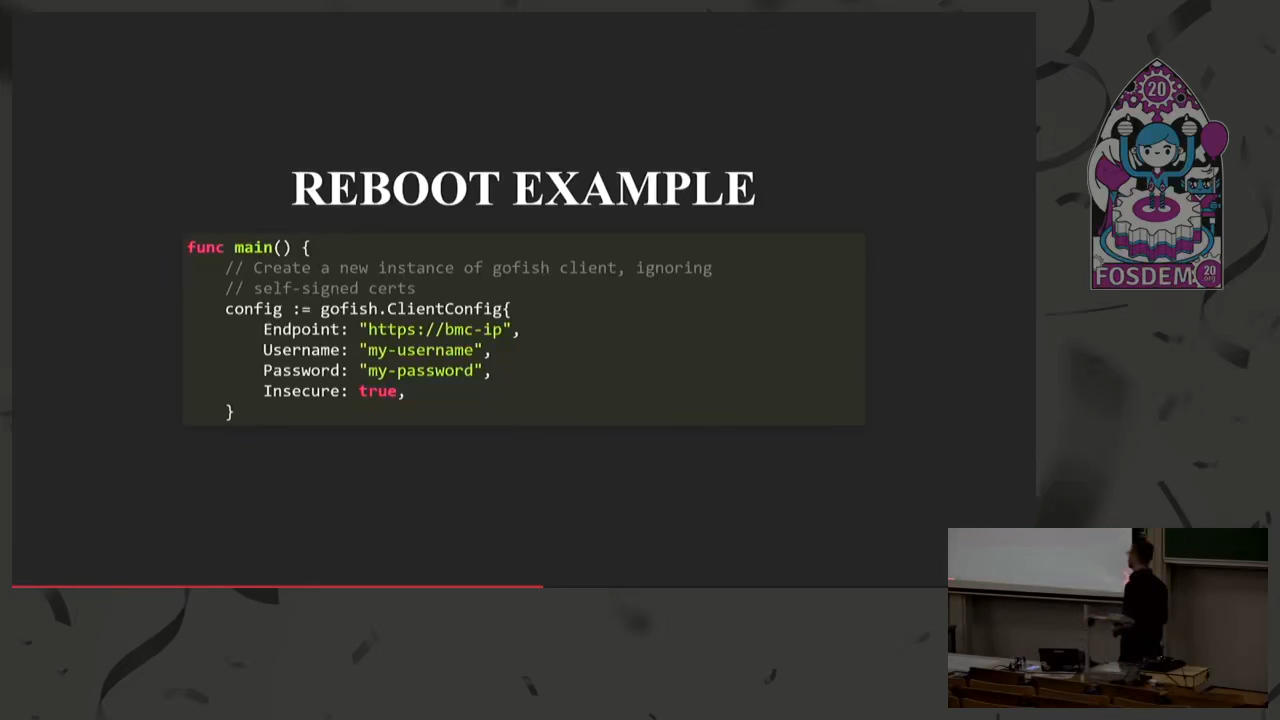 REBOOT EXAMPLE
func main() {
    // Create a new instance of gofish client, ignoring
    // self-signed certs
    config := gofish.ClientConfig{
        Endpoint: "https://bmc-ip",
        Username: "my-username",
        Password: "my-password",
        Insecure: true,
    }
20
FOSDEM
20
.org